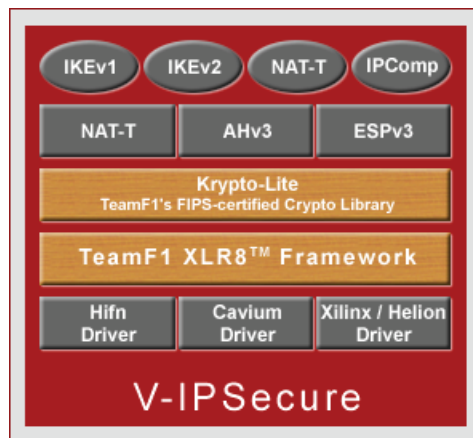 IKEv1 IKEv2 NAT-T IPComp
NAT-T AHv3 ESPv3
Krypto-Lite
TeamF1's FIPS-certified Crypto Library
TeamF1 XLR8™ Framework
Hifn Cavium Xilinx / Helion
Driver Driver Driver
V-IPSecure